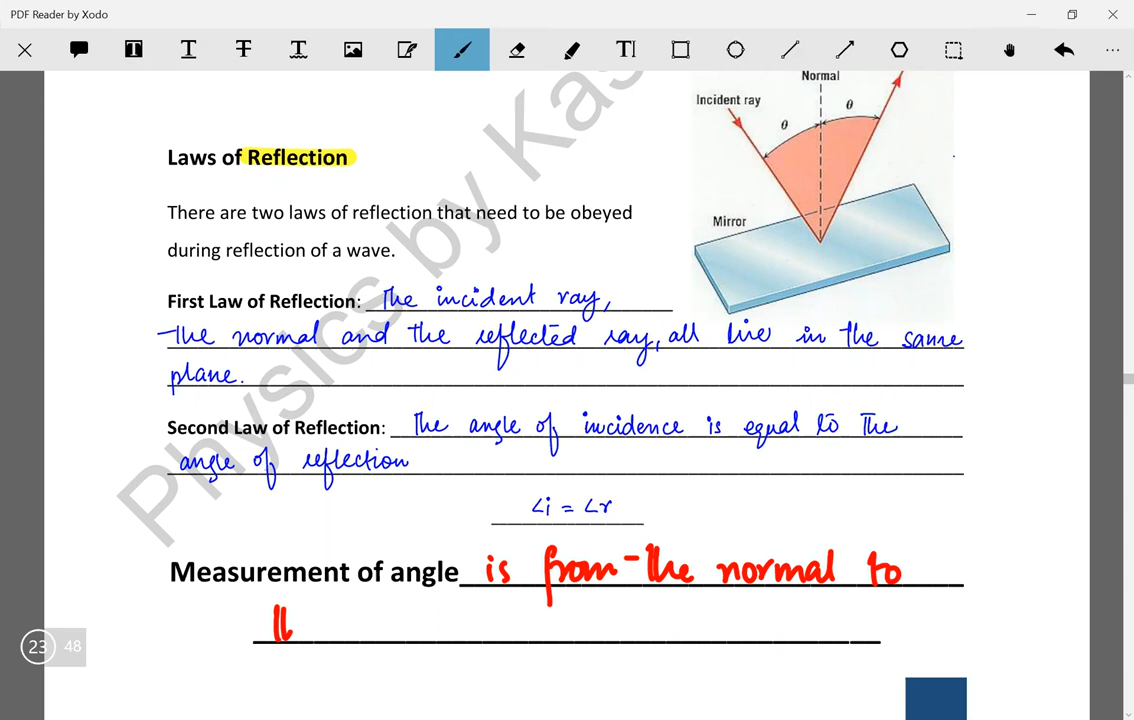 PDF Reader by Xodo
Normal
Incident ray
θ
θ
Laws of Reflection
There are two laws of reflection that need to be obeyed
during reflection of a wave.
Mirror
First Law of Reflection: The incident ray,
the normal and the reflected ray, all lie in the same
plane.
Second Law of Reflection: The angle of incidence is equal to the
angle of reflection
∠i = ∠r
Measurement of angle is from the normal to
23 48
Physics by Kas